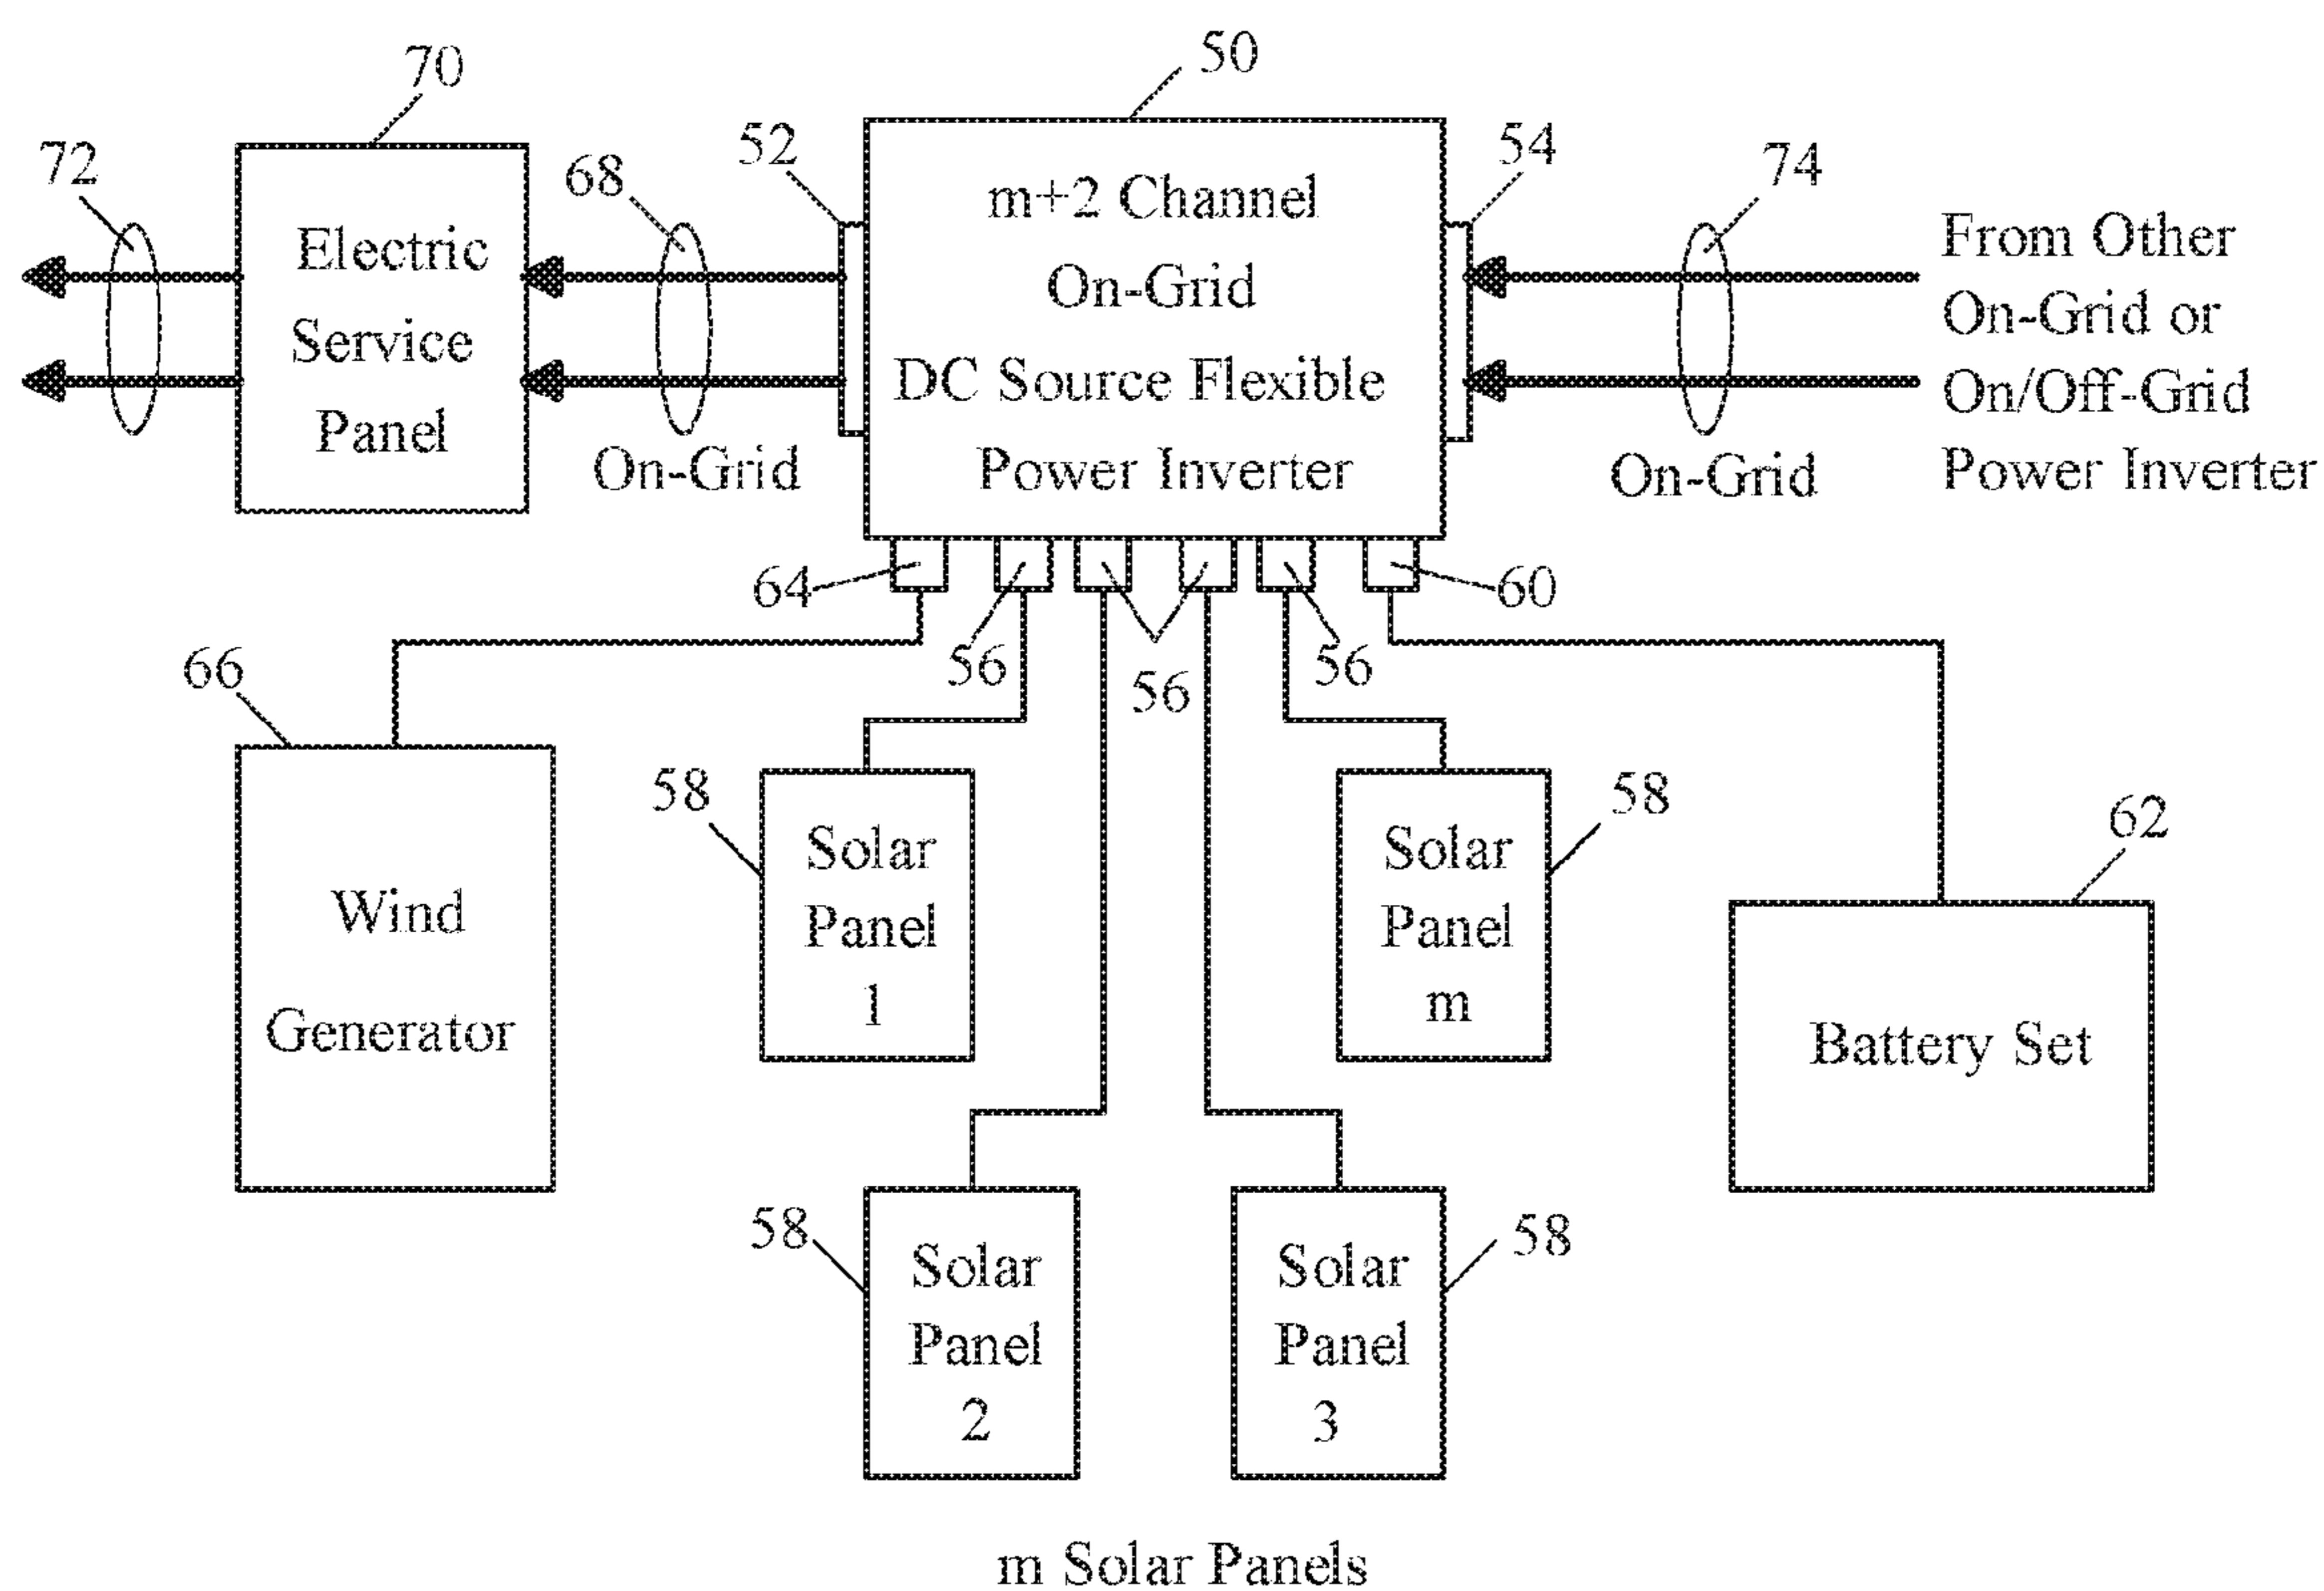 70
50
72
68
52
54
74
Electric
Service
Panel
m+2 Channel
On-Grid
DC Source Flexible
Power Inverter
From Other
On-Grid or
On/Off-Grid
Power Inverter
On-Grid
On-Grid
64
56
56
56
60
66
58
58
62
Wind
Generator
Solar
Panel
1
Solar
Panel
m
Battery Set
58
58
Solar
Panel
2
Solar
Panel
3
m Solar Panels